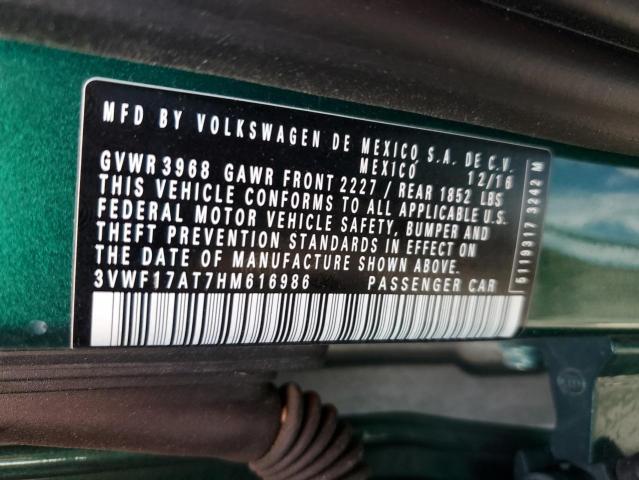 MFD BY VOLKSWAGEN DE MEXICO S.A. DE C.V.
MEXICO 12/16
GVWR 3968 GAWR FRONT 2227 / REAR 1852 LBS
THIS VEHICLE CONFORMS TO ALL APPLICABLE U.S.
FEDERAL MOTOR VEHICLE SAFETY, BUMPER AND
THEFT PREVENTION STANDARDS IN EFFECT ON
THE DATE OF MANUFACTURE SHOWN ABOVE.
3VWF17AT7HM616986 PASSENGER CAR
5119317 3242 M